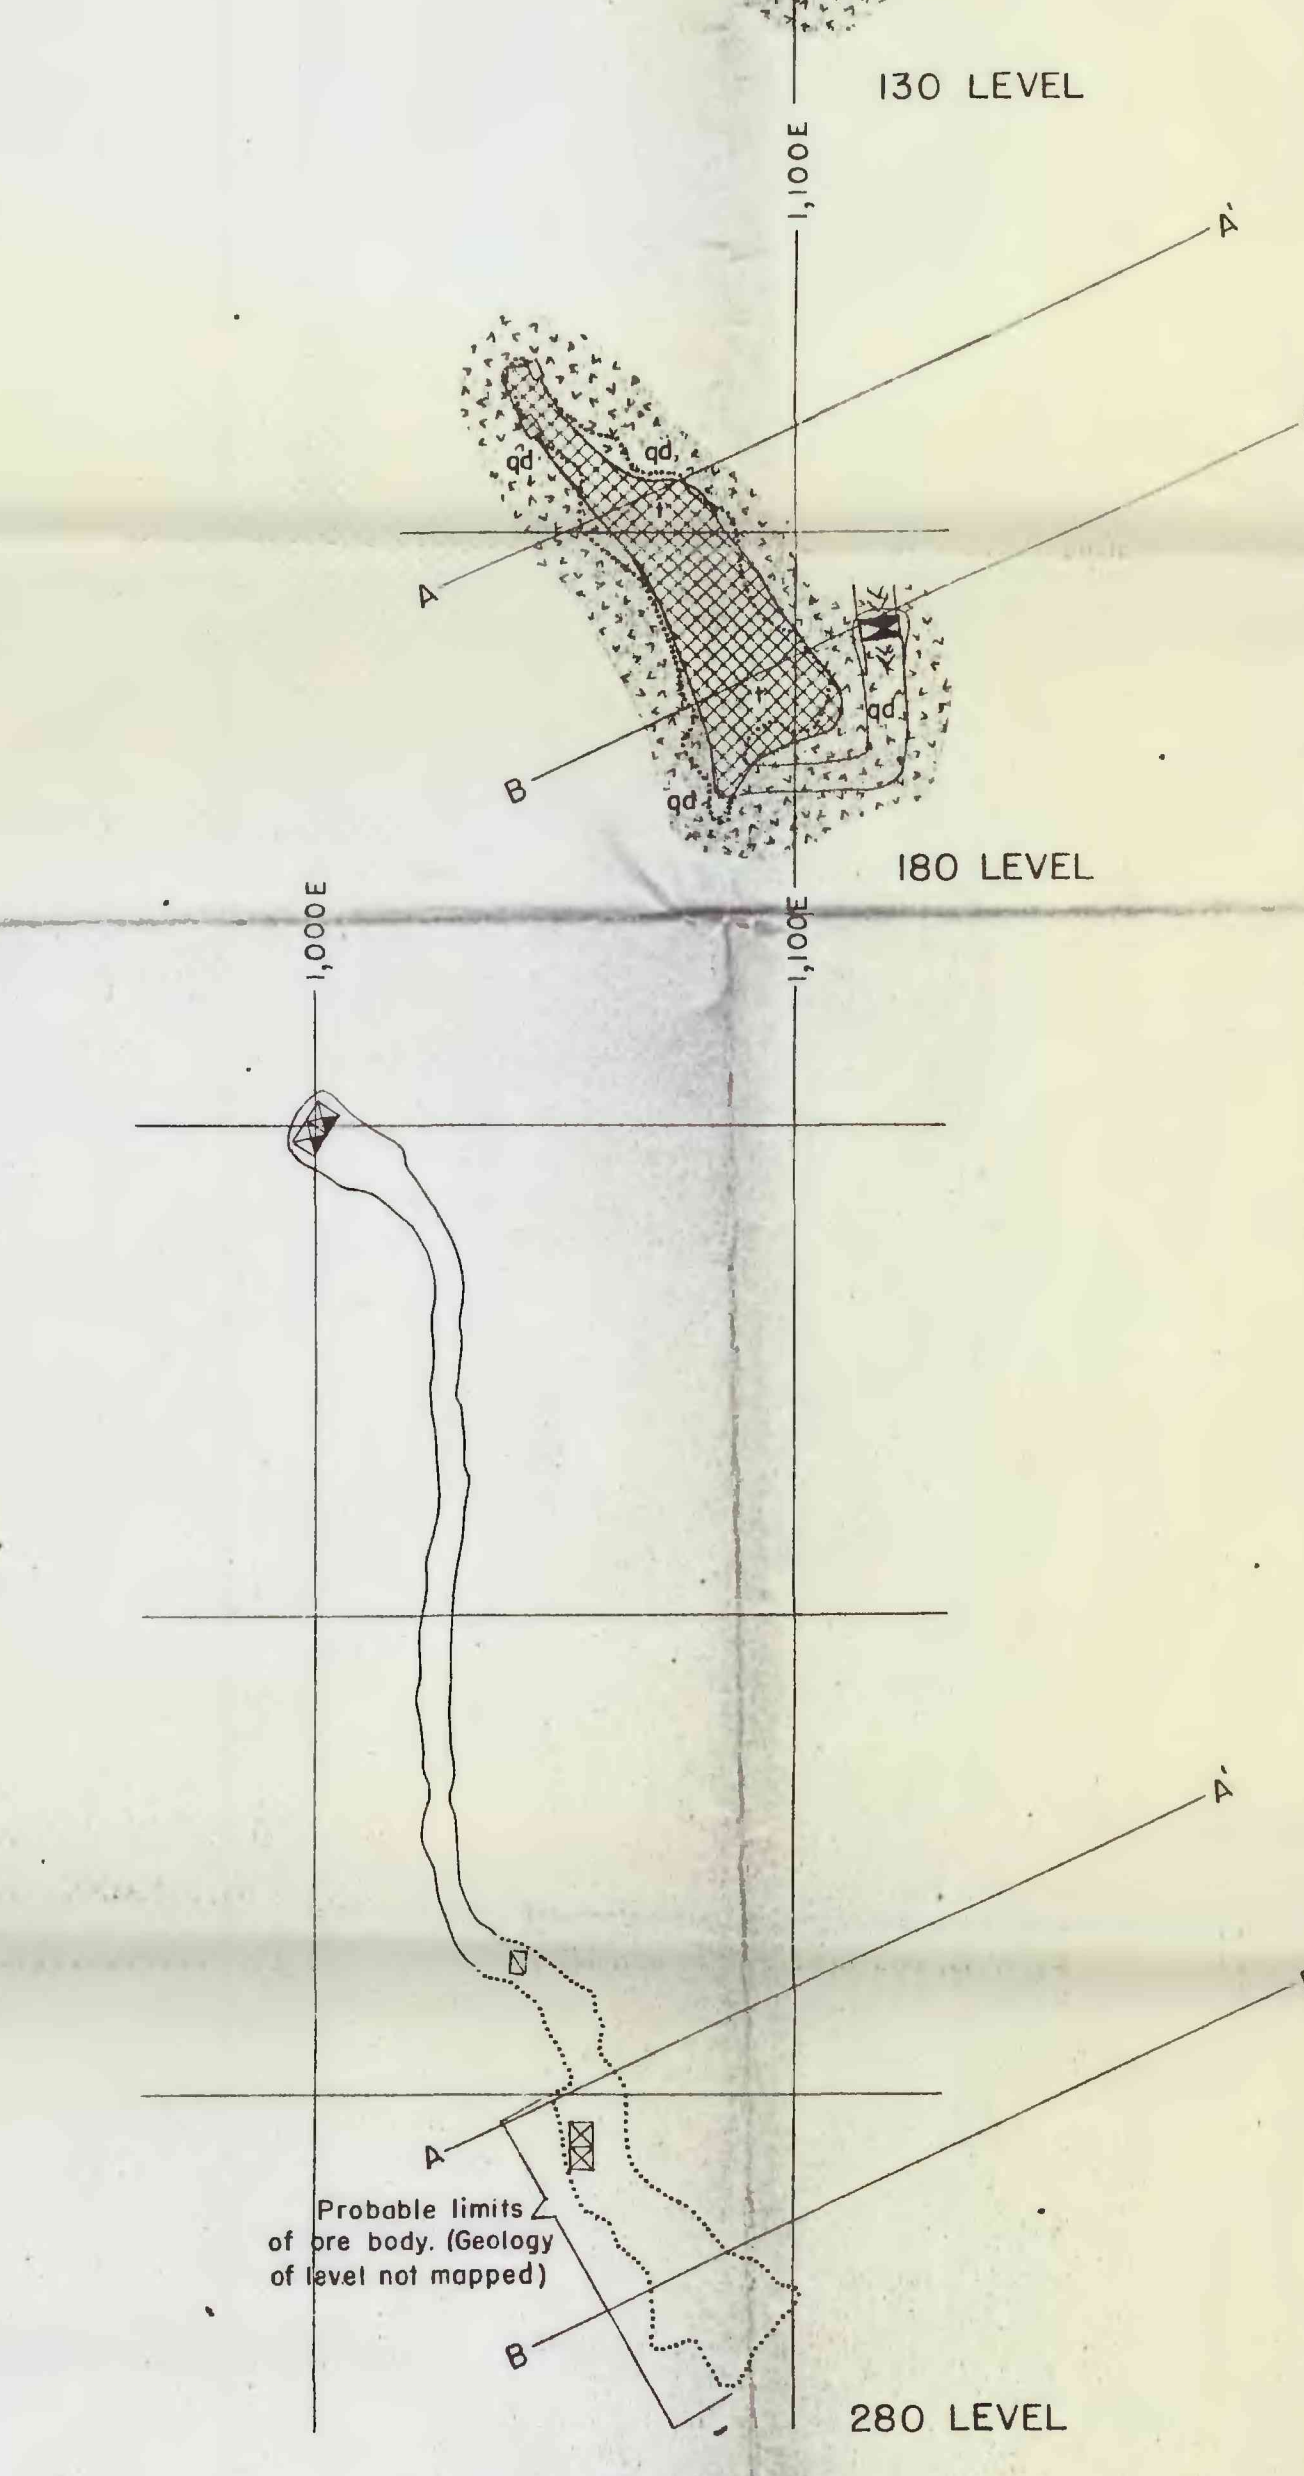 130 LEVEL
1,100E
A'
qd
qd
t
A
t
qd
B
qd
180 LEVEL
1,000E
1,100E
A'
A
Probable limits
of ore body. (Geology
of level not mapped)
B
280 LEVEL